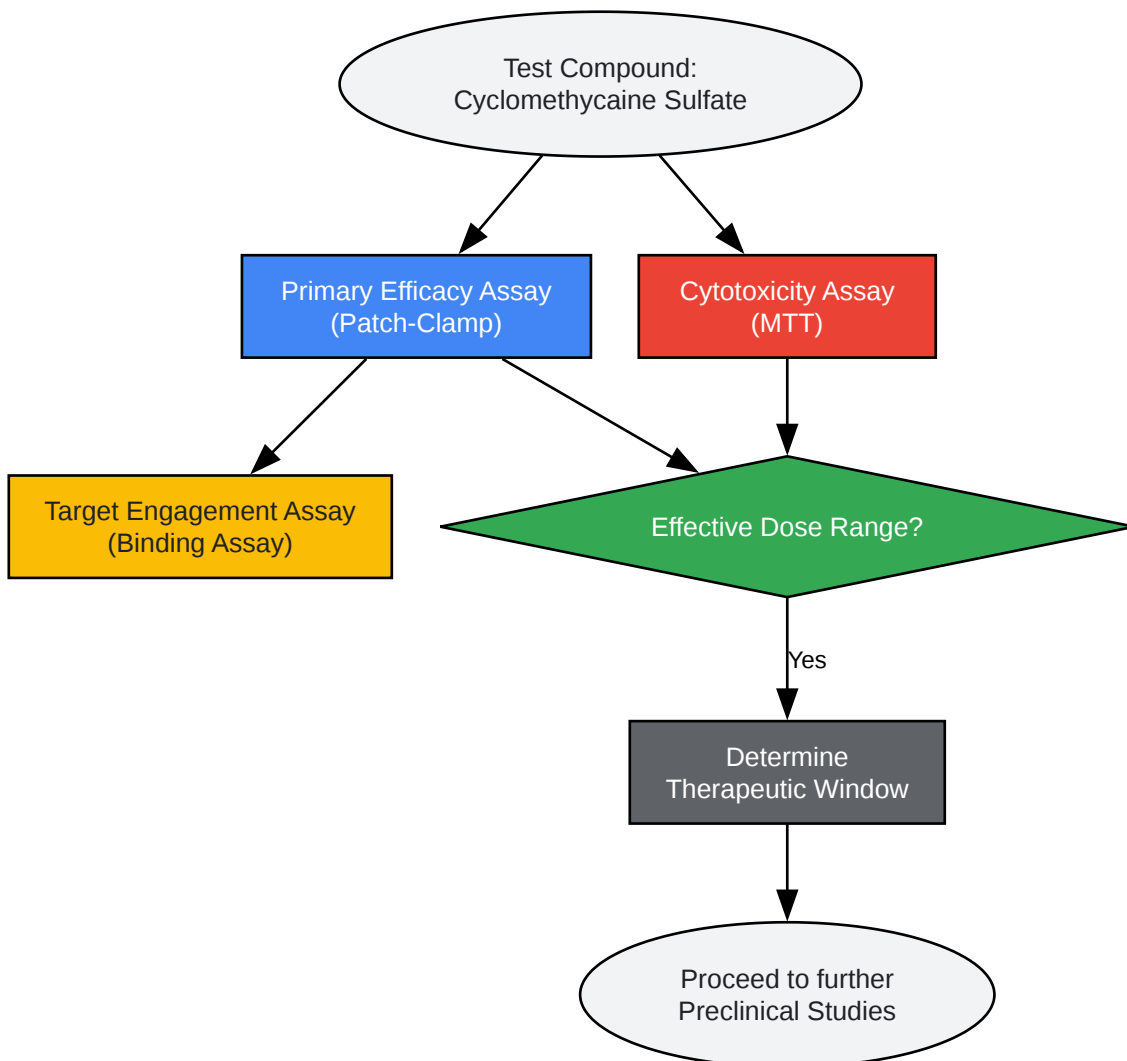 Test Compound:
Cyclomethycaine Sulfate
Primary Efficacy Assay
(Patch-Clamp)
Cytotoxicity Assay
(MTT)
Target Engagement Assay
(Binding Assay)
Effective Dose Range?
Yes
Determine
Therapeutic Window
Proceed to further
Preclinical Studies